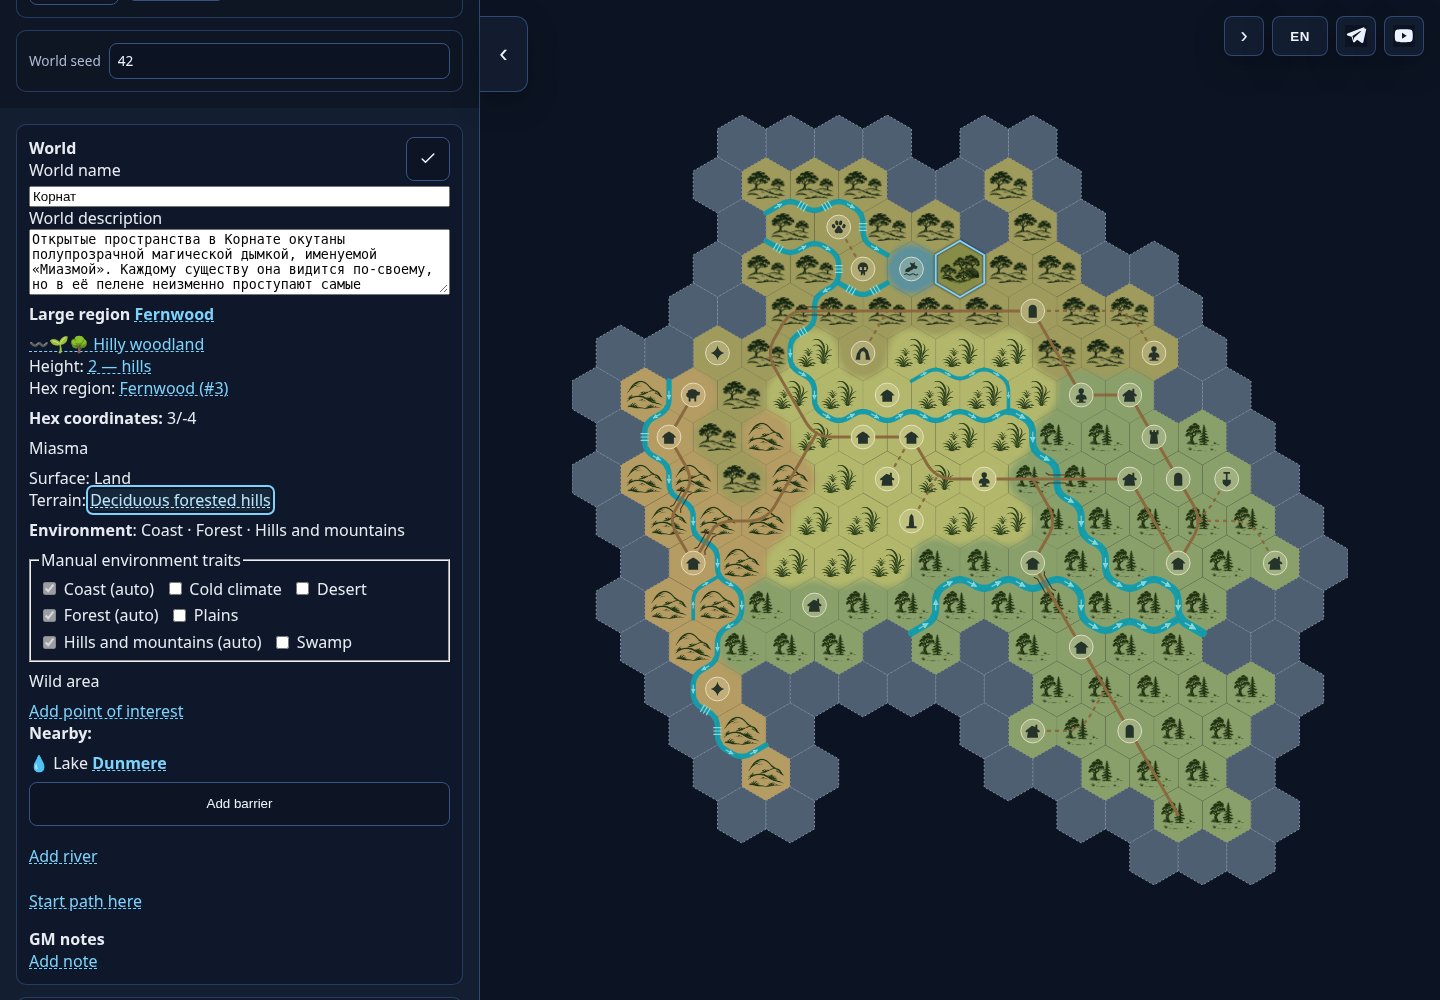 World seed 42
EN
World
World name
Корнат
World description
Открытые пространства в Корнате окутаны
полупрозрачной магической дымкой, именуемой
«Миазмой». Каждому существу она видится по-своему,
но в её пелене неизменно проступают самые
Large region Fernwood
Hilly woodland
Height: 2 — hills
Hex region: Fernwood (#3)
Hex coordinates: 3/-4
Miasma
Surface: Land
Terrain: Deciduous forested hills
Environment: Coast · Forest · Hills and mountains
Manual environment traits
Coast (auto) Cold climate Desert
Forest (auto) Plains
Hills and mountains (auto) Swamp
Wild area
Add point of interest
Nearby:
Lake Dunmere
Add barrier
Add river
Start path here
GM notes
Add note